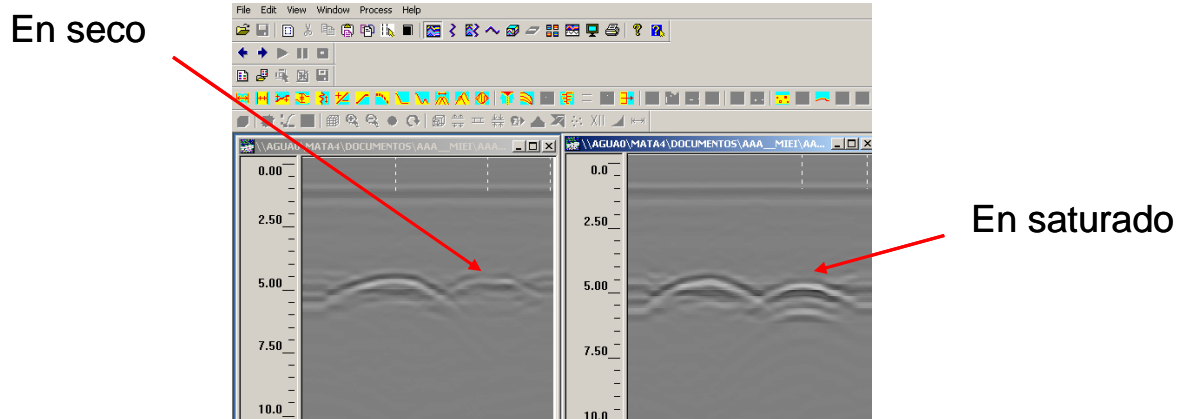 En seco
File Edit View Window Process Help
\\AGUA0\MATA4\DOCUMENTOS\AAA__MIEI\AAA...
\\AGUA0\MATA4\DOCUMENTOS\AAA__MIEI\AA...
0.00
2.50
5.00
7.50
10.0
0.0
2.50
5.00
7.50
10.0
En saturado